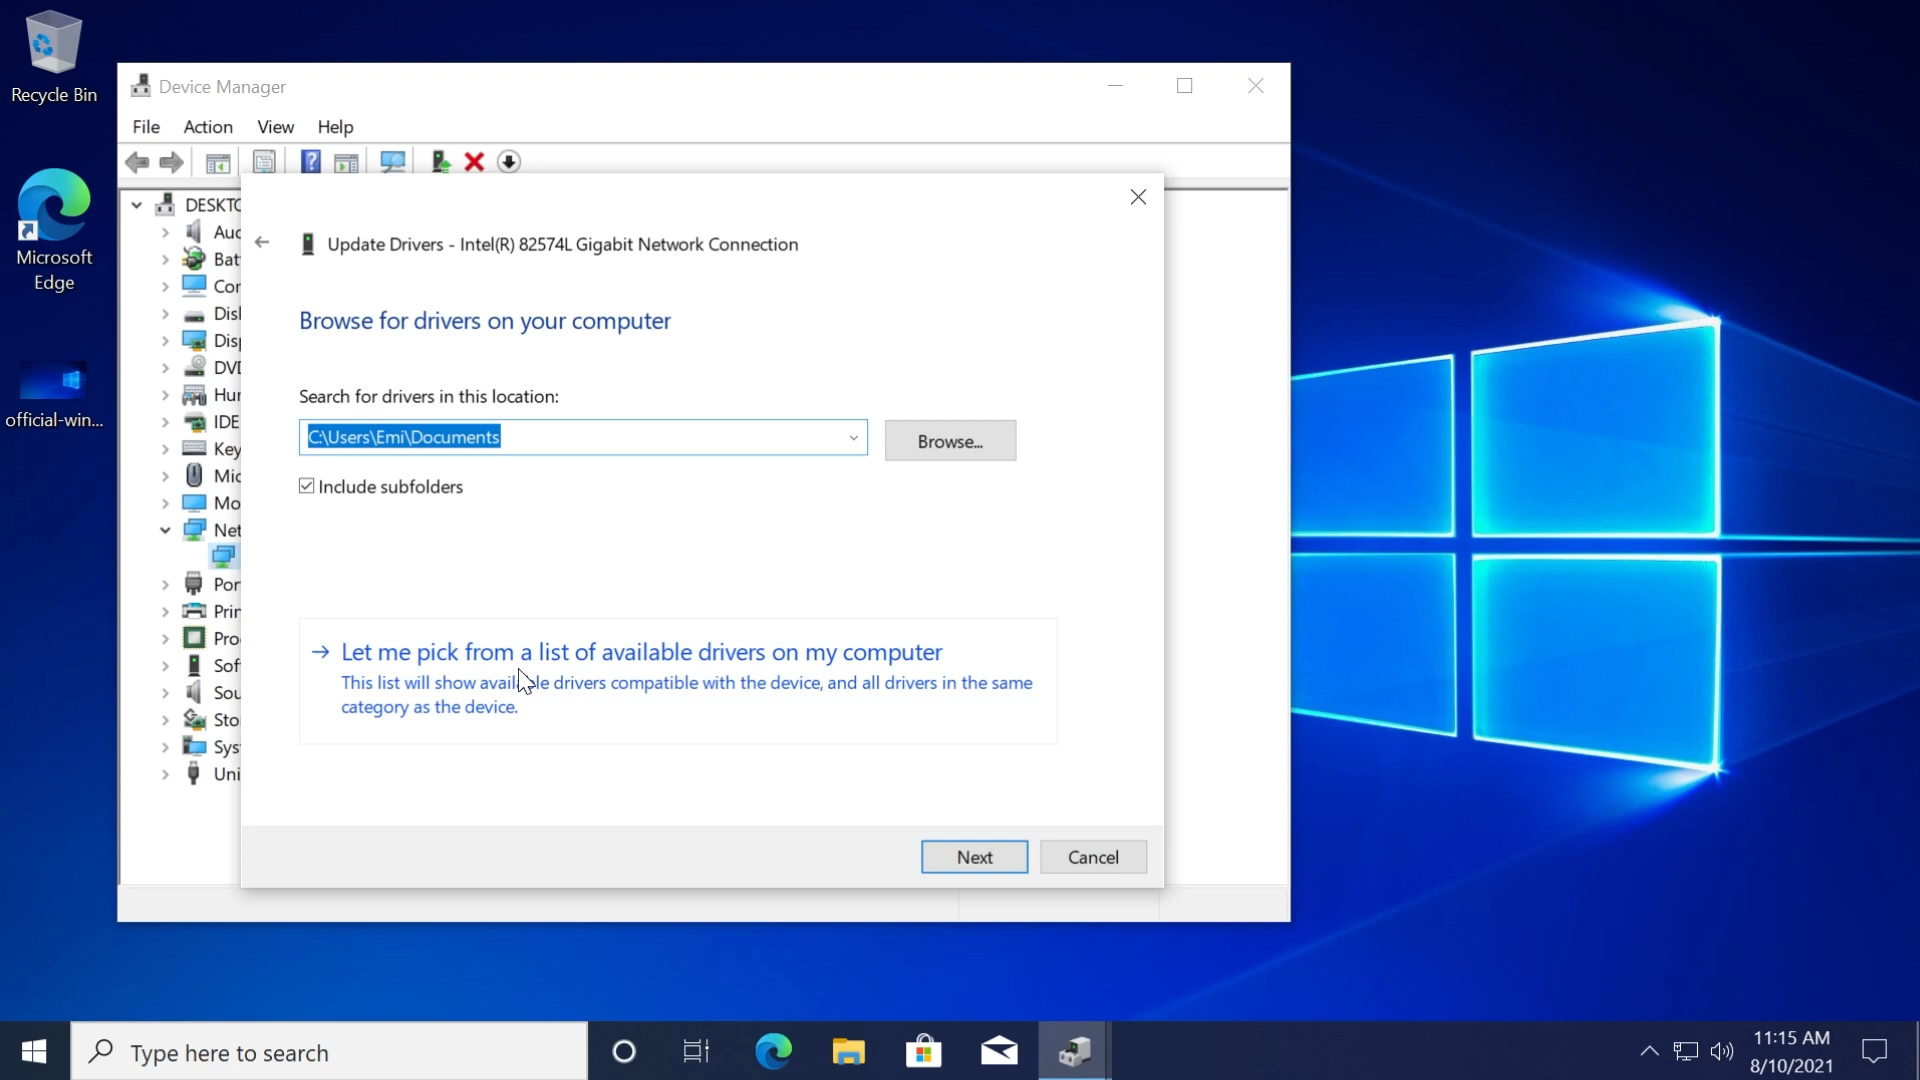 Recycle Bin
Microsoft
Edge
official-win...
Device Manager
File Action View Help
DESKTO
Aud
Bat
Cor
Disl
Disp
DVD
Hur
IDE
Key
Mic
Mo
Net
Por
Prin
Pro
Sof
Sou
Sto
Sys
Uni
Update Drivers - Intel(R) 82574L Gigabit Network Connection
Browse for drivers on your computer
Search for drivers in this location:
C:\Users\Emi\Documents
Browse...
Include subfolders
Let me pick from a list of available drivers on my computer
This list will show available drivers compatible with the device, and all drivers in the same
category as the device.
Next Cancel
Type here to search
11:15 AM
8/10/2021